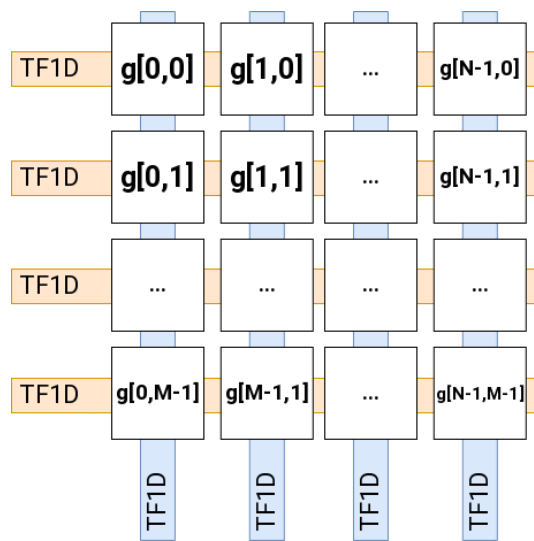 TF1D g[0,0] g[1,0] ... g[N-1,0]
TF1D g[0,1] g[1,1] ... g[N-1,1]
TF1D ... ... ... ...
TF1D g[0,M-1] g[M-1,1] ... g[N-1,M-1]
TF1D TF1D TF1D TF1D